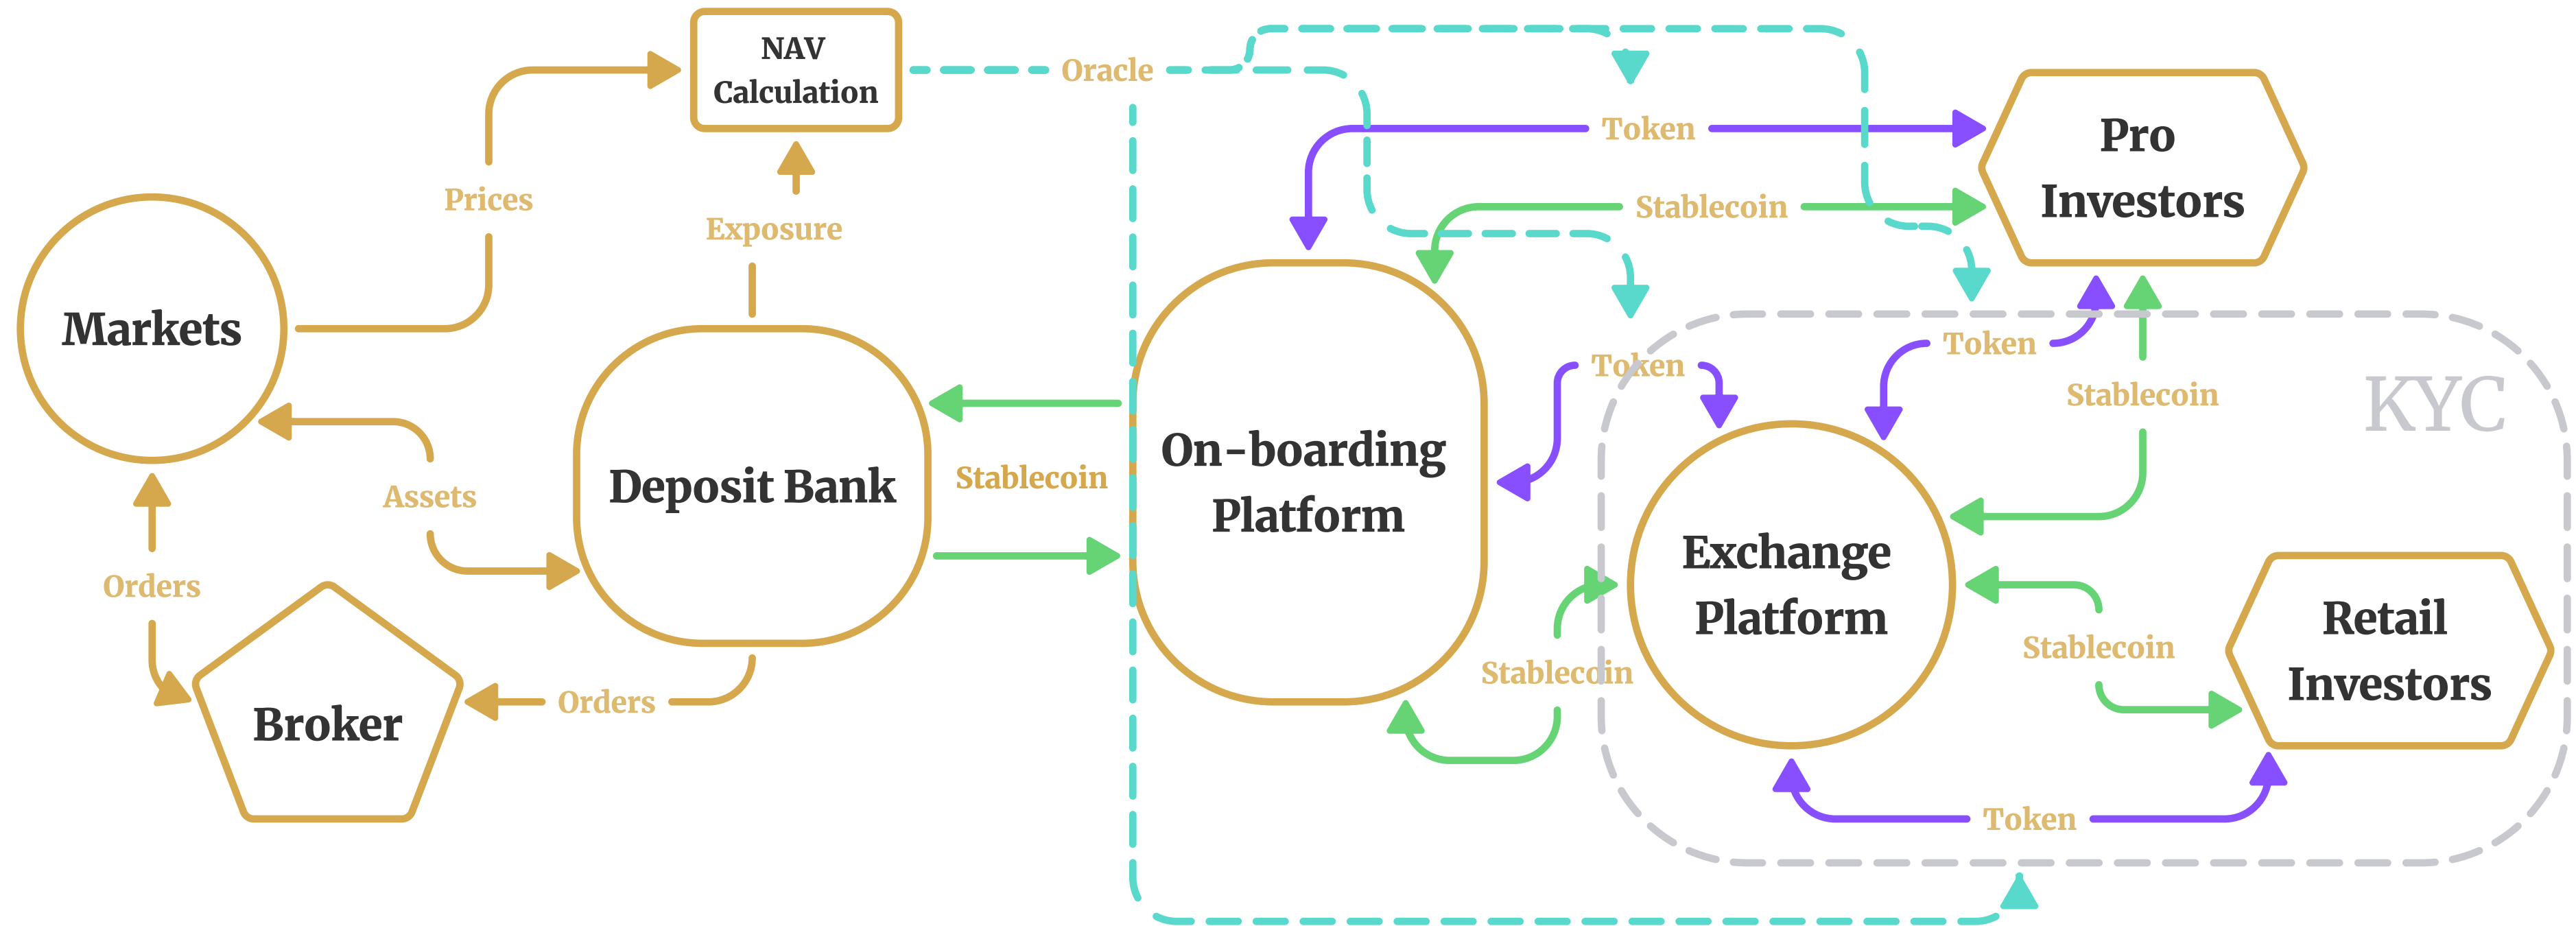 NAV
Calculation
Oracle
Token
Pro
Investors
Prices
Exposure
Stablecoin
Markets
Token
Token
KYC
Stablecoin
Assets
Deposit Bank
Stablecoin
On-boarding
Platform
Exchange
Platform
Orders
Stablecoin
Stablecoin
Retail
Investors
Broker
Orders
Token